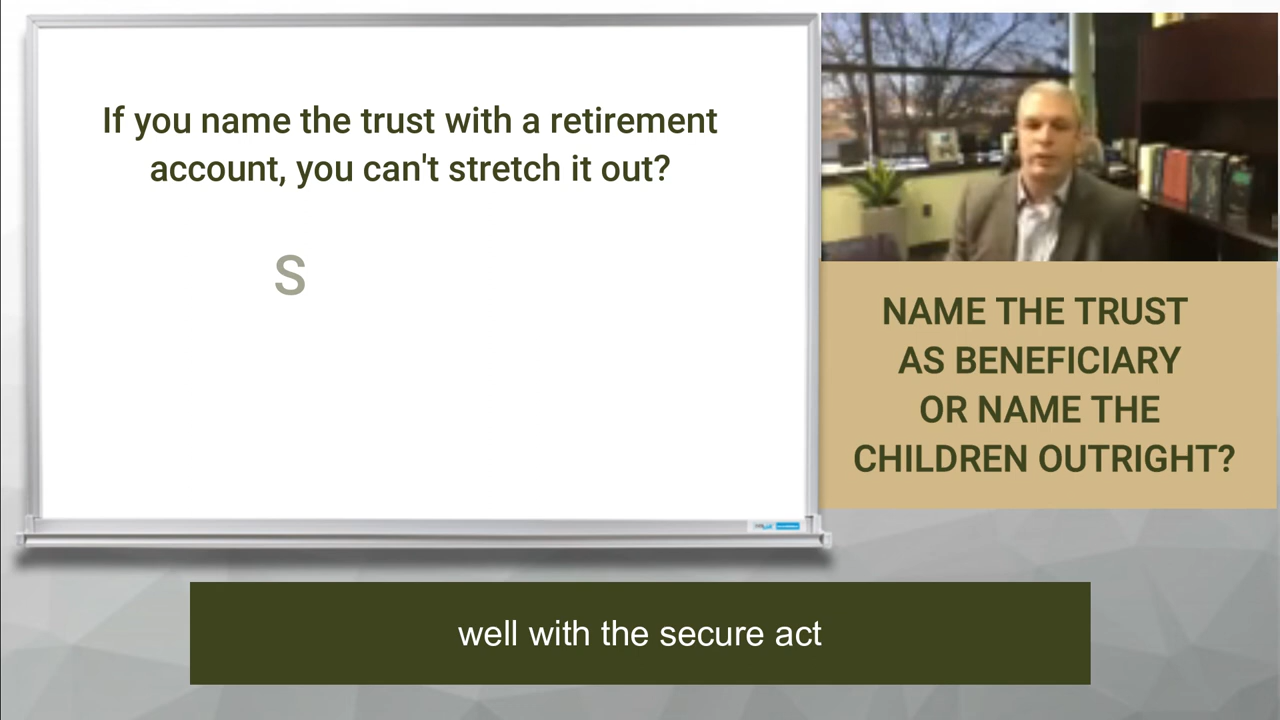 If you name the trust with a retirement
account, you can't stretch it out?
S
NAME THE TRUST
AS BENEFICIARY
OR NAME THE
CHILDREN OUTRIGHT?
well with the secure act